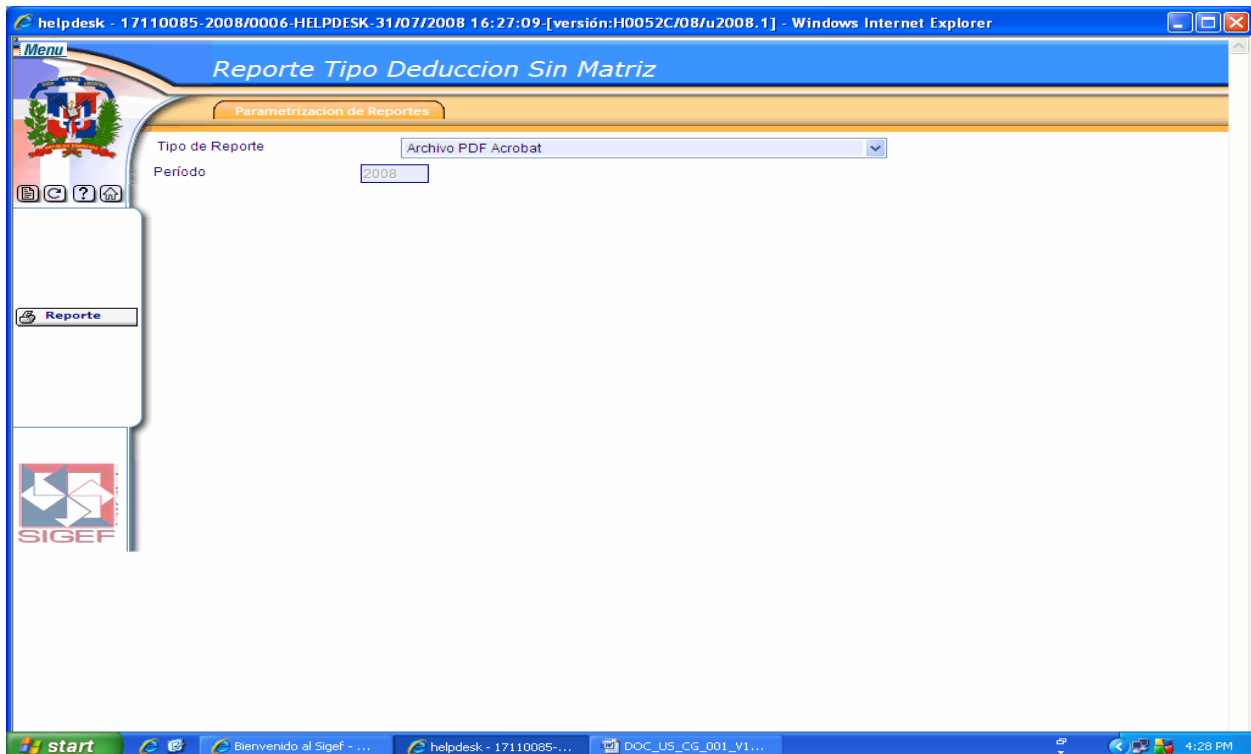 helpdesk - 17110085-2008/0006-HELPDESK-31/07/2008 16:27:09-[versión:H0052C/08/u2008.1] - Windows Internet Explorer
Menu
Reporte Tipo Deduccion Sin Matriz
Parametrizacion de Reportes
Tipo de Reporte Archivo PDF Acrobat
Período 2008
Reporte
SIGEF
start Bienvenido al Sigef - ... helpdesk - 17110085-... DOC_US_CG_001_V1... 4:28 PM